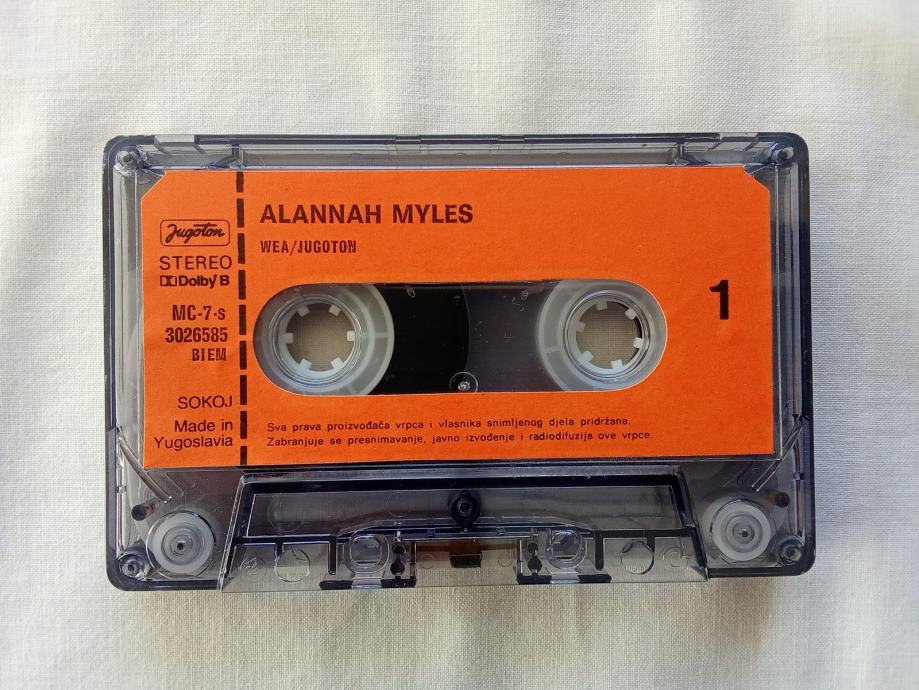 Jugoton
STEREO
DOLBY B
MC-7-s
3026585
BIEM
SOKOJ
Made in
Yugoslavia
ALANNAH MYLES
WEA/JUGOTON
1
Sva prava proizvođača vrpca i vlasnika snimljenog djela pridržana.
Zabranjuje se presnimavanje, javno izvođenje i radiodifuzija ove vrpce.